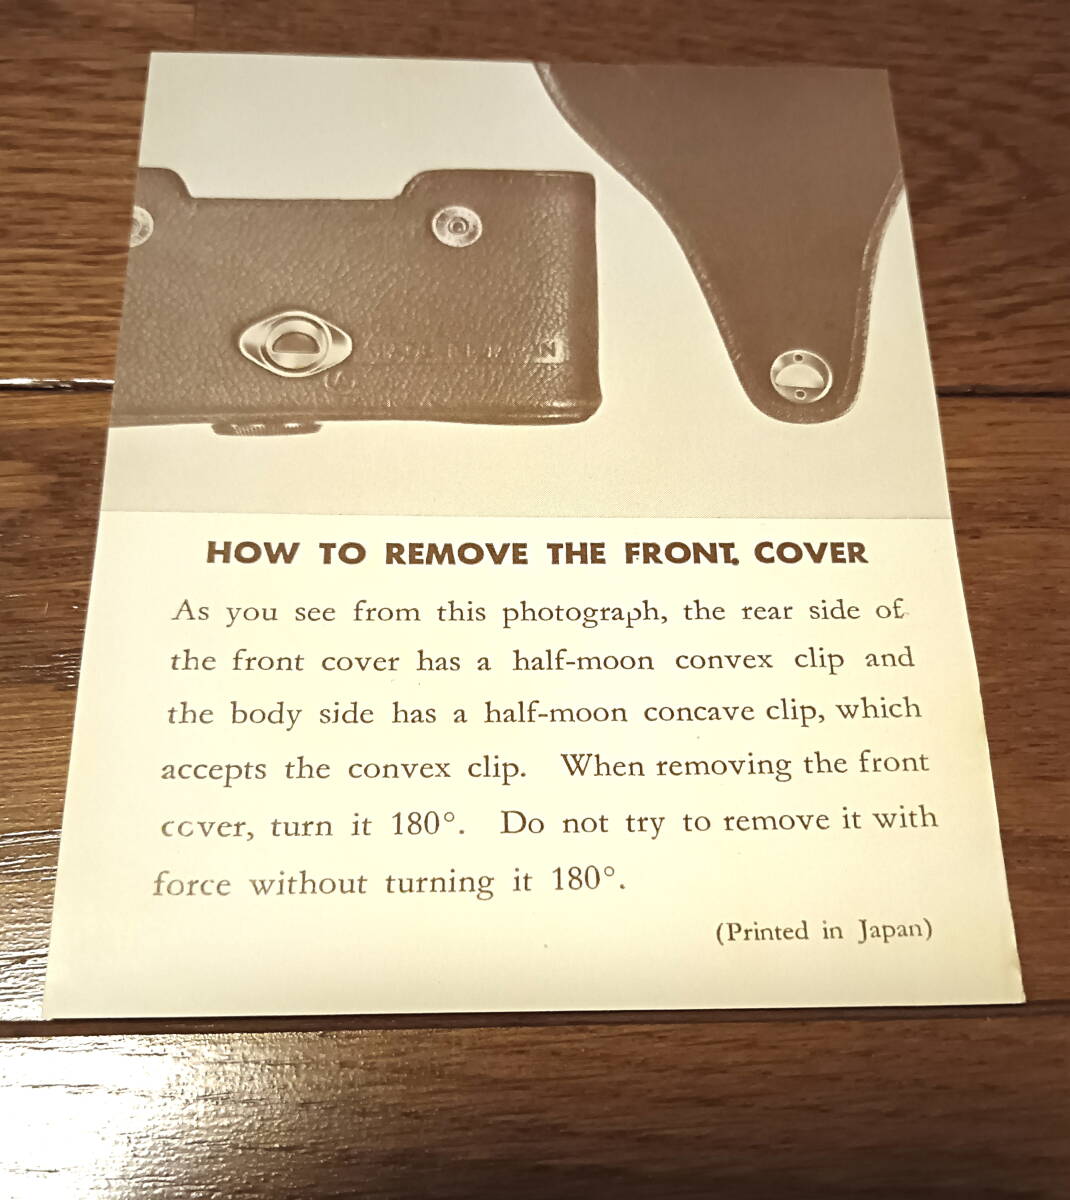 MADE IN JAPAN
HOW TO REMOVE THE FRONT. COVER
As you see from this photograph, the rear side of
the front cover has a half-moon convex clip and
the body side has a half-moon concave clip, which
accepts the convex clip. When removing the front
cover, turn it 180°. Do not try to remove it with
force without turning it 180°.
(Printed in Japan)